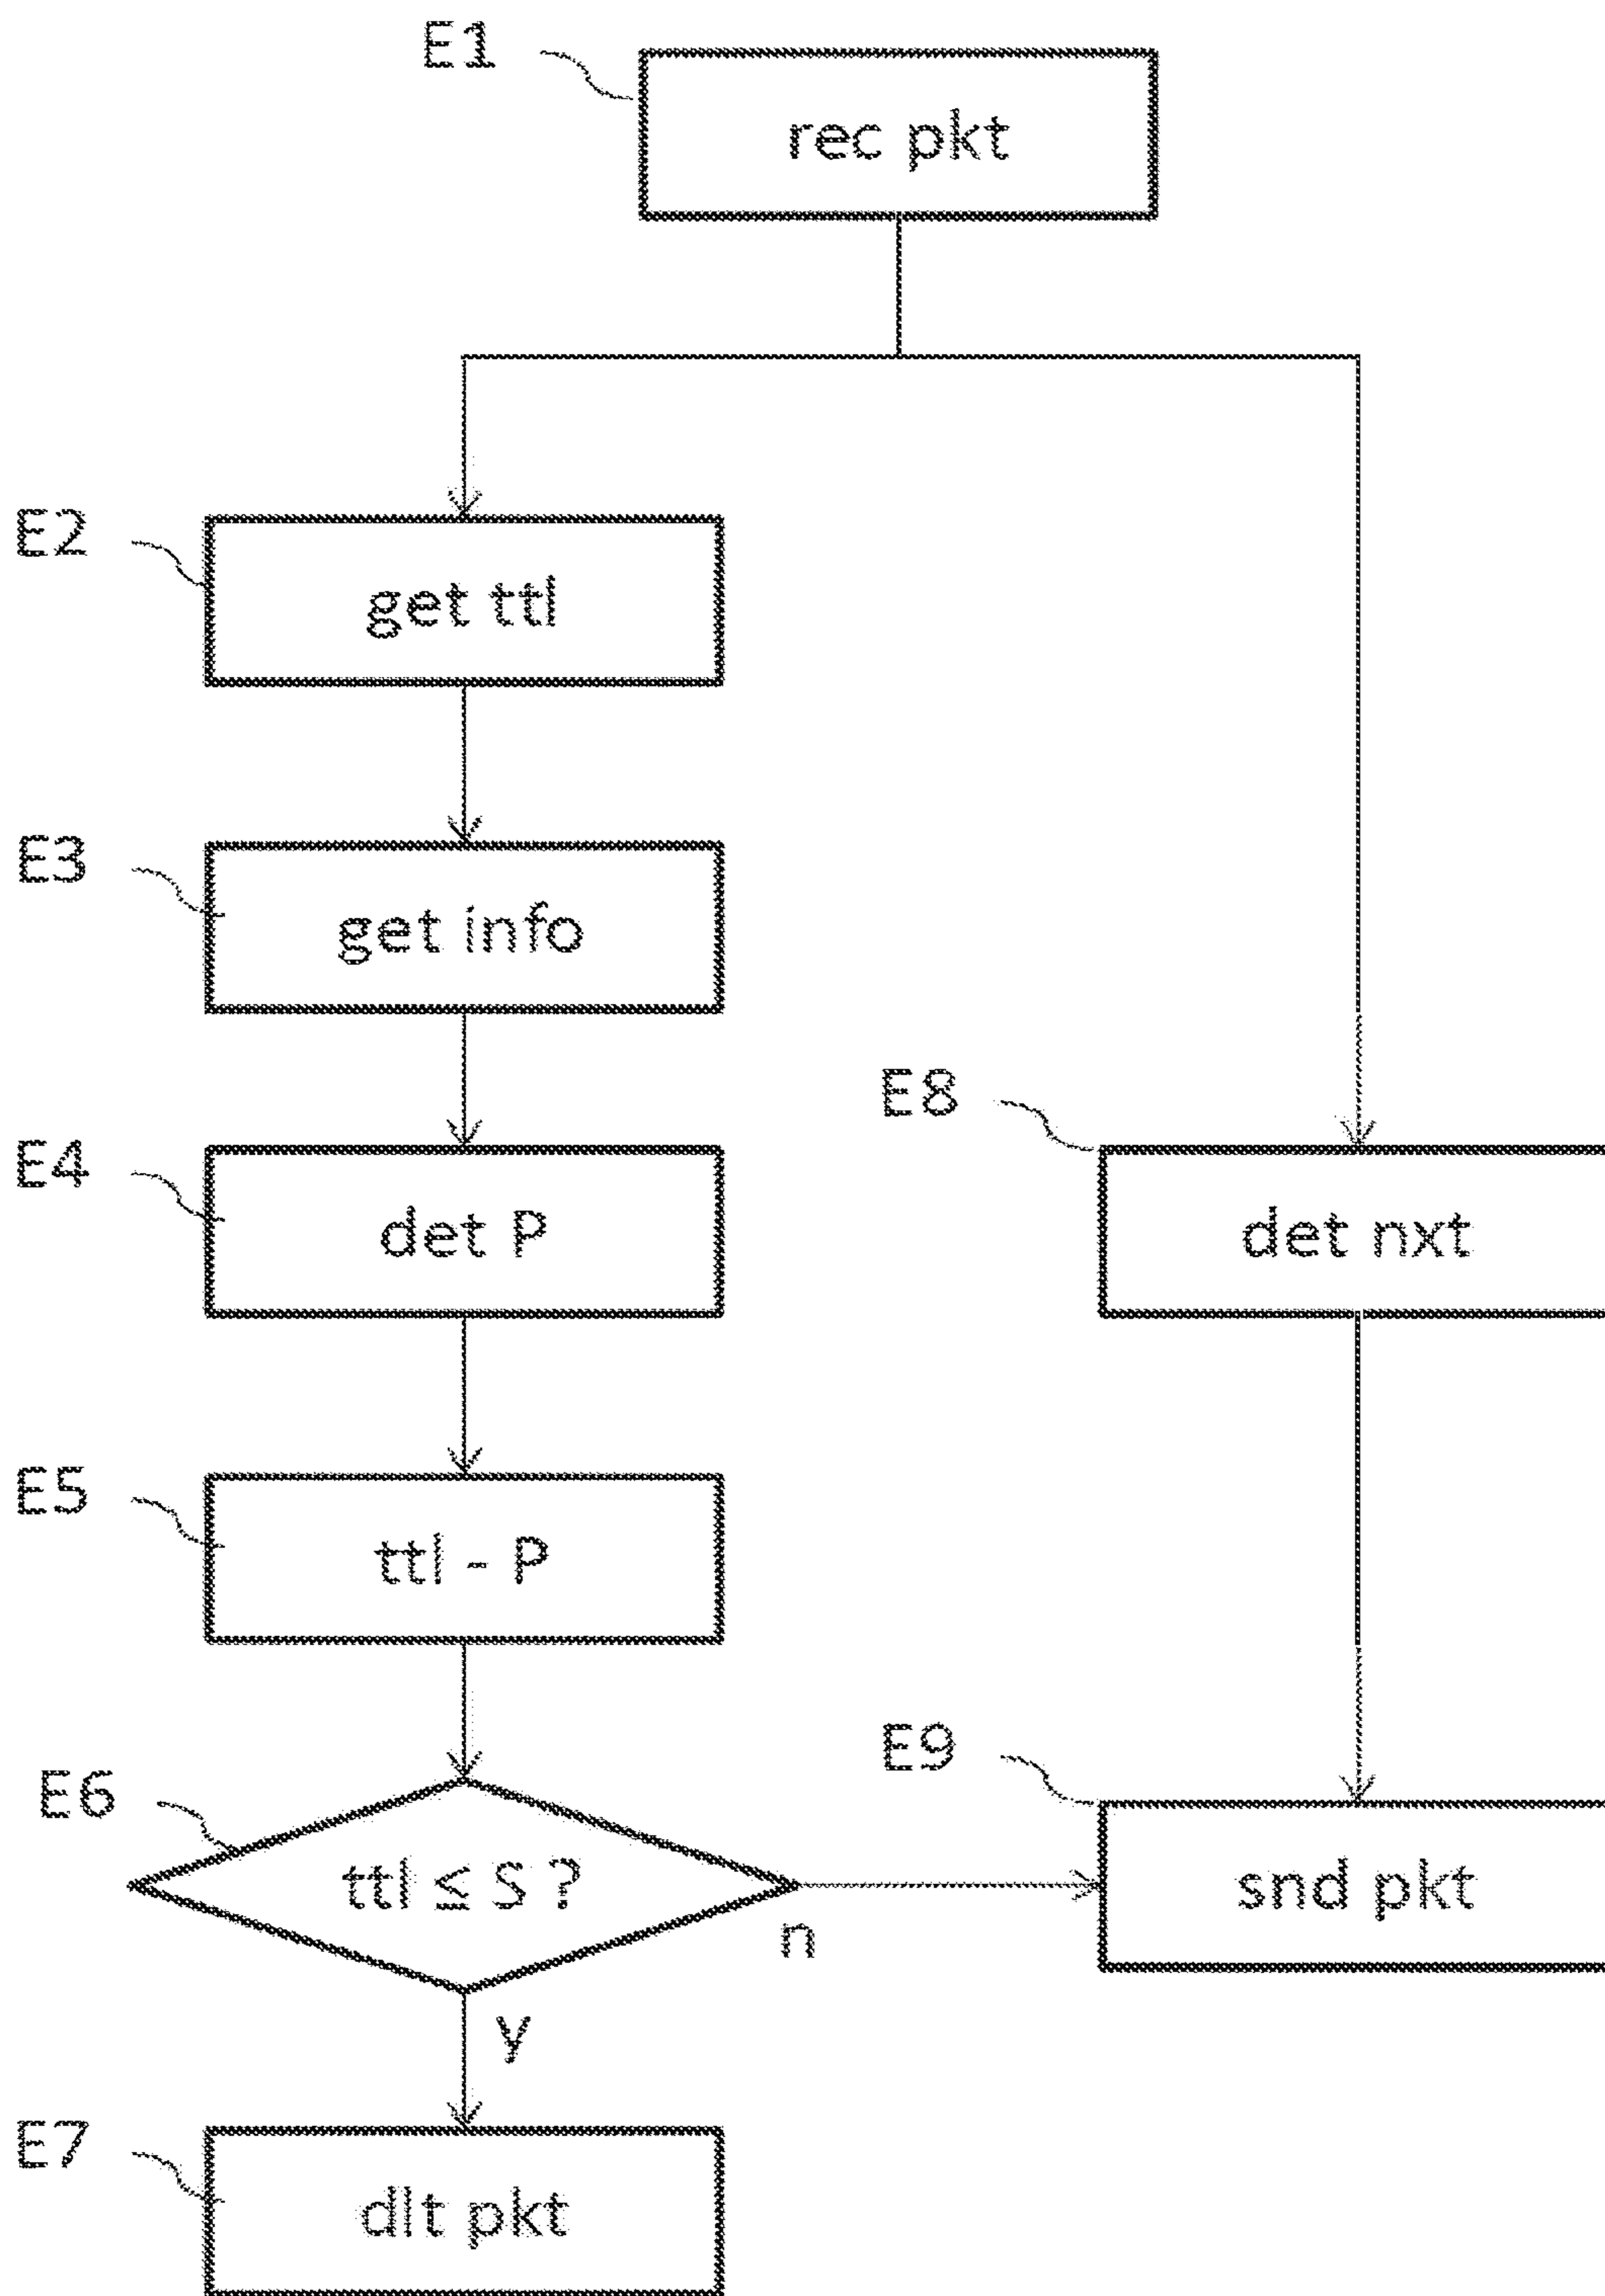 E1
rec pkt
E2
get ttl
E3
get info
E8
E4
det P
det nxt
E5
ttl - P
E9
E6
ttl ≤ S ?
snd pkt
n
y
E7
dlt pkt